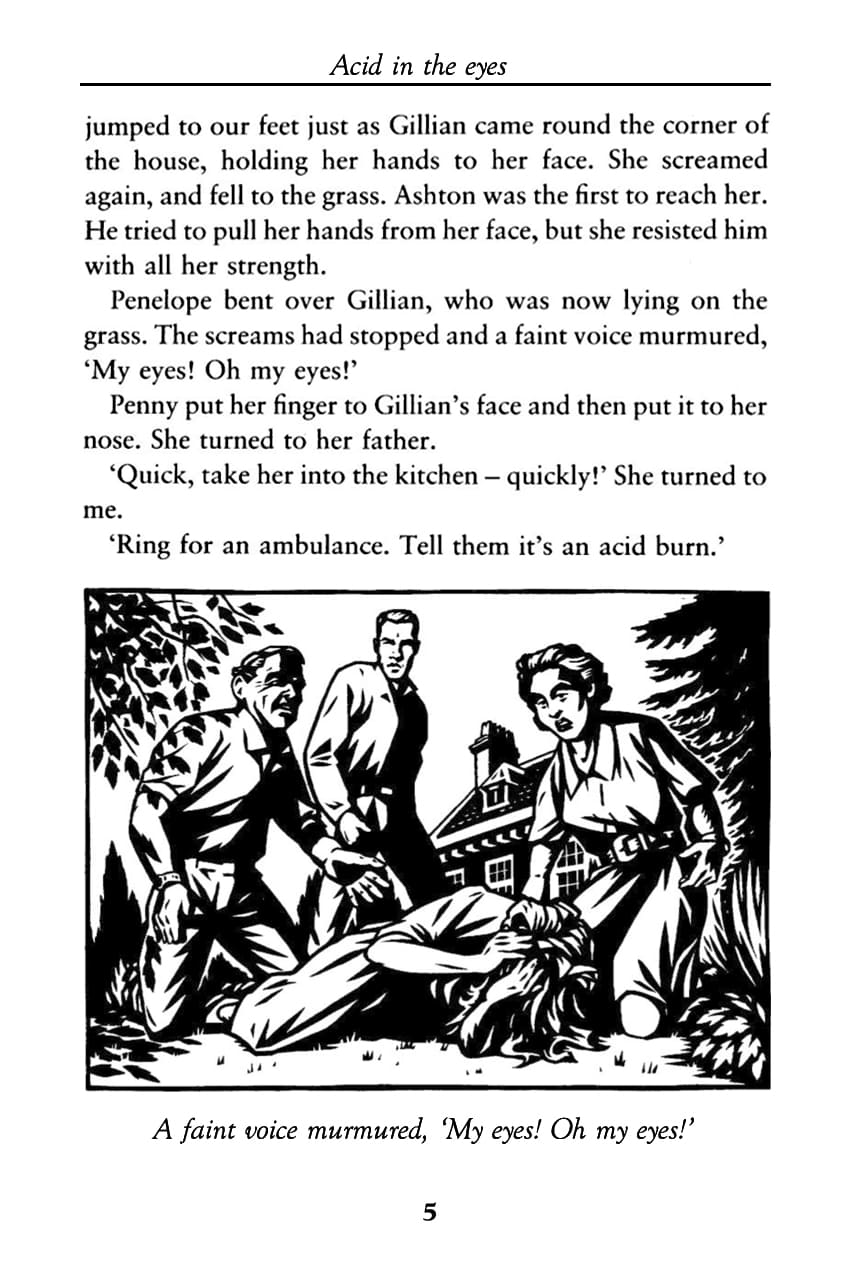 Acid in the eyes
jumped to our feet just as Gillian came round the corner of
the house, holding her hands to her face. She screamed
again, and fell to the grass. Ashton was the first to reach her.
He tried to pull her hands from her face, but she resisted him
with all her strength.
Penelope bent over Gillian, who was now lying on the
grass. The screams had stopped and a faint voice murmured,
‘My eyes! Oh my eyes!’
Penny put her finger to Gillian’s face and then put it to her
nose. She turned to her father.
‘Quick, take her into the kitchen – quickly!’ She turned to
me.
‘Ring for an ambulance. Tell them it’s an acid burn.’
A faint voice murmured, ‘My eyes! Oh my eyes!’
5